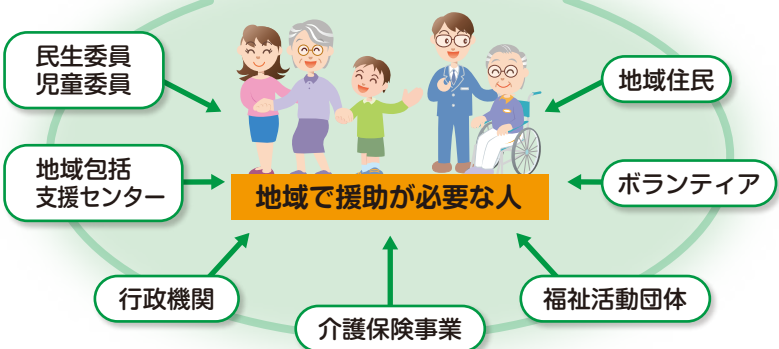 民生委員
児童委員
地域住民
地域包括
支援センター
地域で援助が必要な人
ボランティア
行政機関
介護保険事業
福祉活動団体